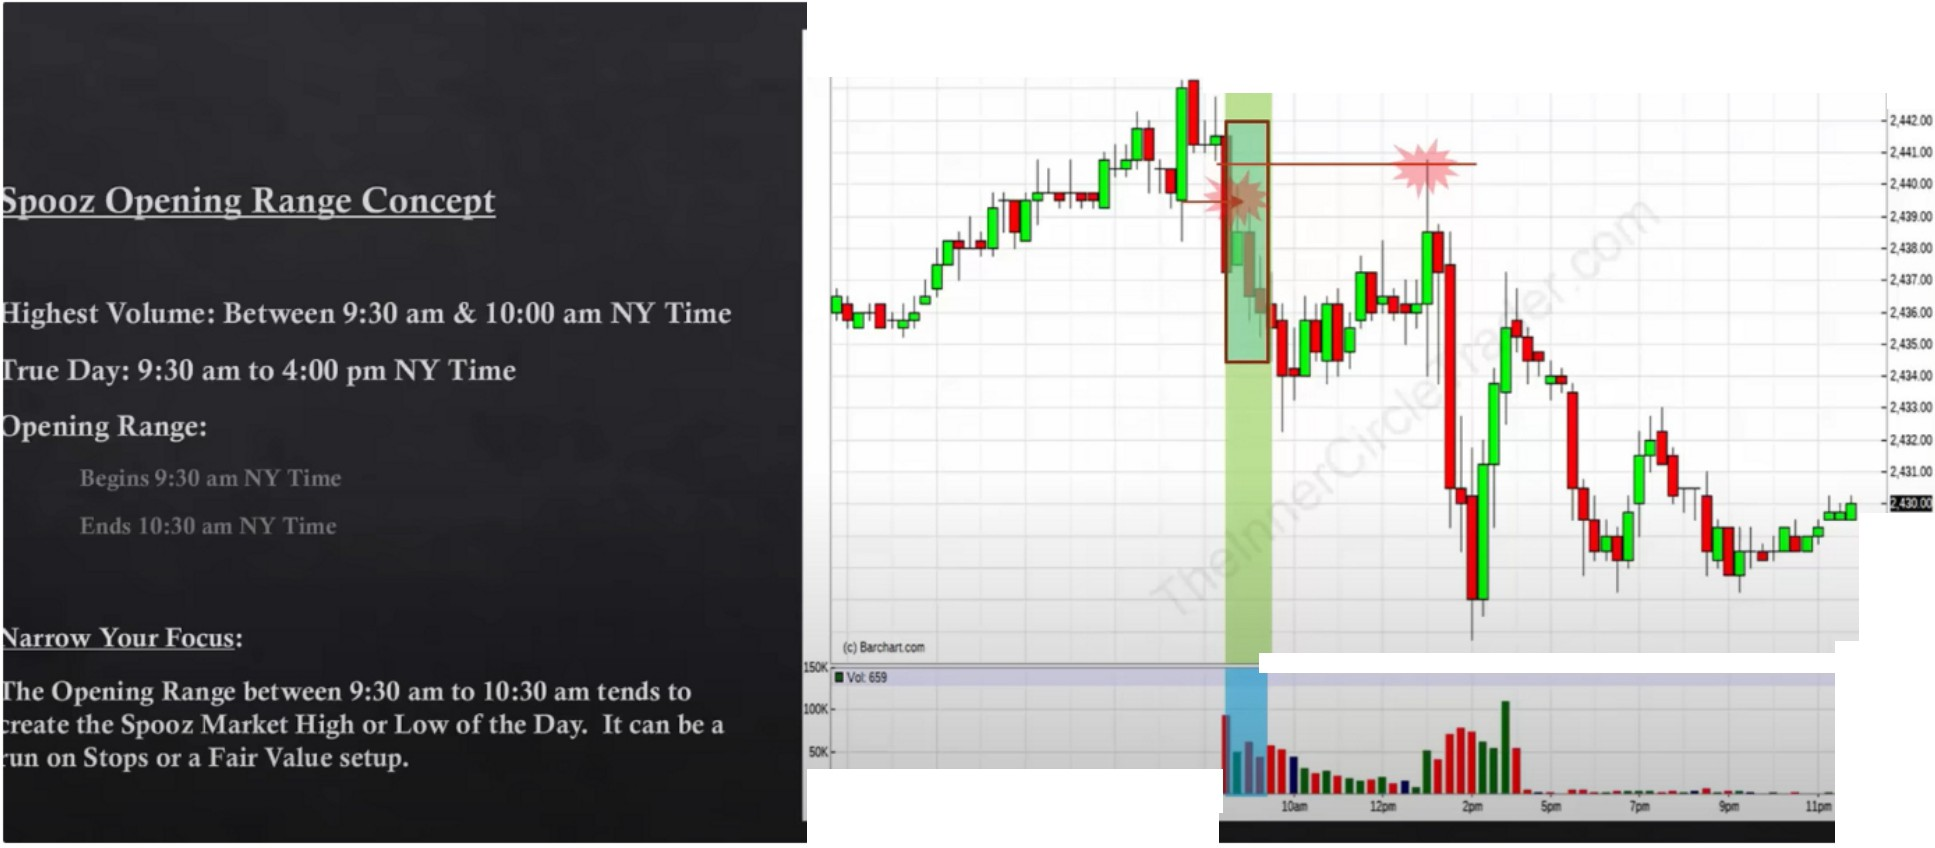 Spooz Opening Range Concept
Highest Volume: Between 9:30 am & 10:00 am NY Time
True Day: 9:30 am to 4:00 pm NY Time
Opening Range:
Begins 9:30 am NY Time
Ends 10:30 am NY Time
Narrow Your Focus:
The Opening Range between 9:30 am to 10:30 am tends to
create the Spooz Market High or Low of the Day.  It can be a
run on Stops or a Fair Value setup.
2,442.00
2,441.00
2,440.00
2,439.00
2,438.00
2,437.00
2,436.00
2,435.00
2,434.00
2,433.00
2,432.00
2,431.00
2,430.00
TheInnerCircleTrader.com
(c) Barchart.com
150K
Vol: 659
100K
50K
10am 12pm 2pm 5pm 7pm 9pm 11pm